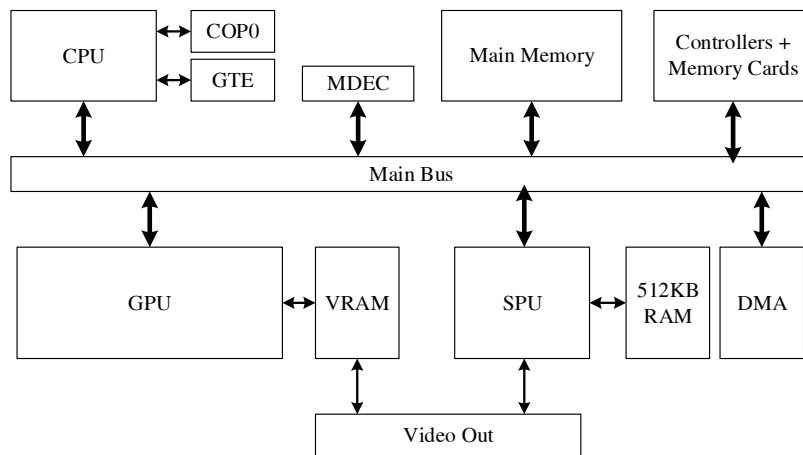 CPU
COP0
GTE
MDEC
Main Memory
Controllers +
Memory Cards
Main Bus
GPU
VRAM
SPU
512KB
RAM
DMA
Video Out